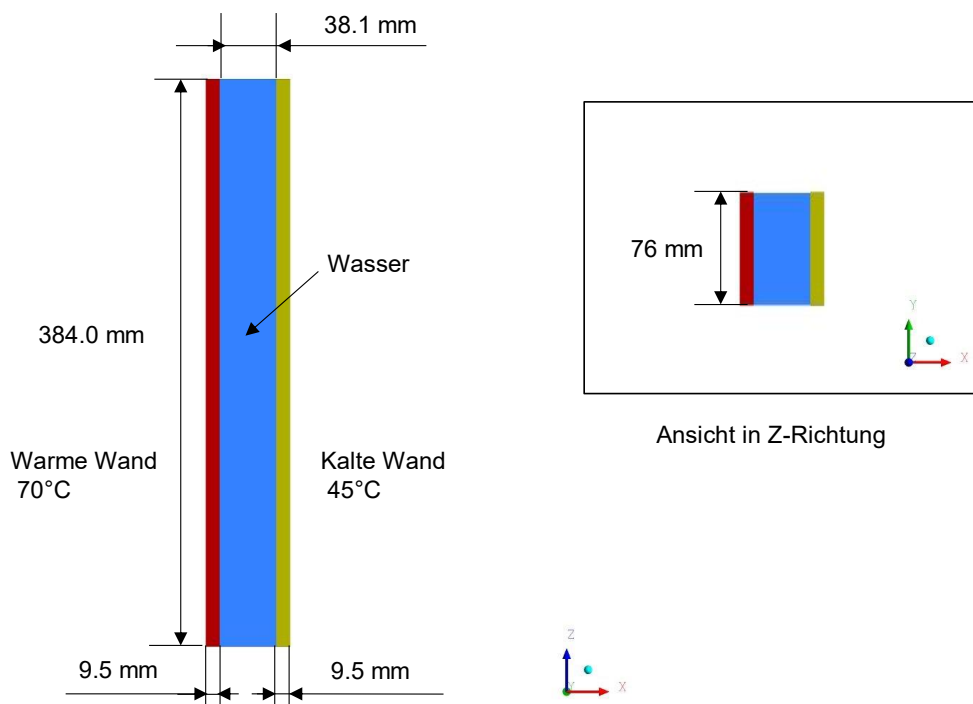 38.1 mm
Wasser
76 mm
384.0 mm
Y
Z
X
Ansicht in Z-Richtung
Warme Wand
70°C
Kalte Wand
45°C
9.5 mm
9.5 mm
Z
Y
X